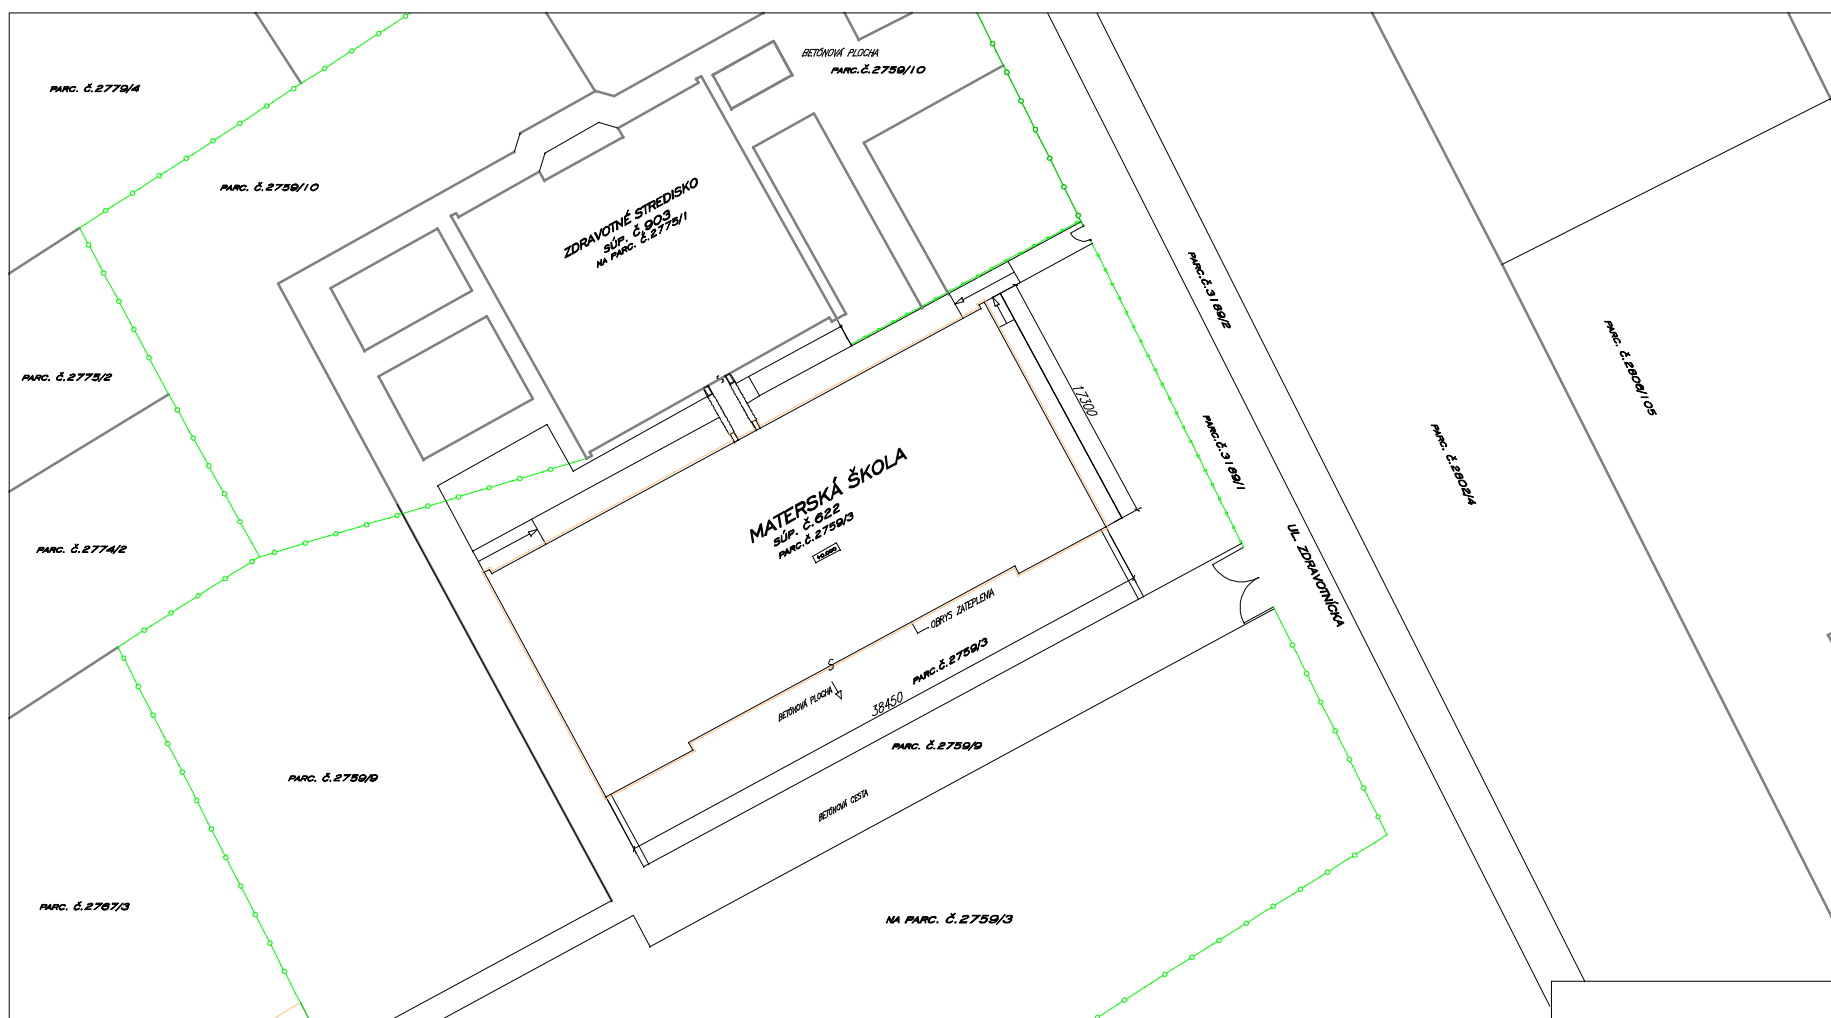 BETÓNOVÁ PLOCHA
PARC.Č.2759/10
PARC. Č.2779/4
PARC. Č.2759/10
ZDRAVOTNÉ STREDISKO
SÚP. Č.903
NA PARC. Č.2775/1
PARC.Č.3189/2
PARC. Č.2806/105
PARC. Č.2775/2
17300
PARC.Č.3189/1
PARC. Č.2802/4
MATERSKÁ ŠKOLA
SÚP. Č.622
PARC.Č.2759/3
±0,000
PARC. Č.2774/2
UL. ZDRAVOTNÍCKA
OBRYS ZATEPLENIA
PARC.Č.2759/3
S
BETÓNOVÁ PLOCHA
38450
PARC. Č.2759/9
PARC. Č.2759/9
BETÓNOVÁ CESTA
PARC. Č.2767/3
NA PARC. Č.2759/3